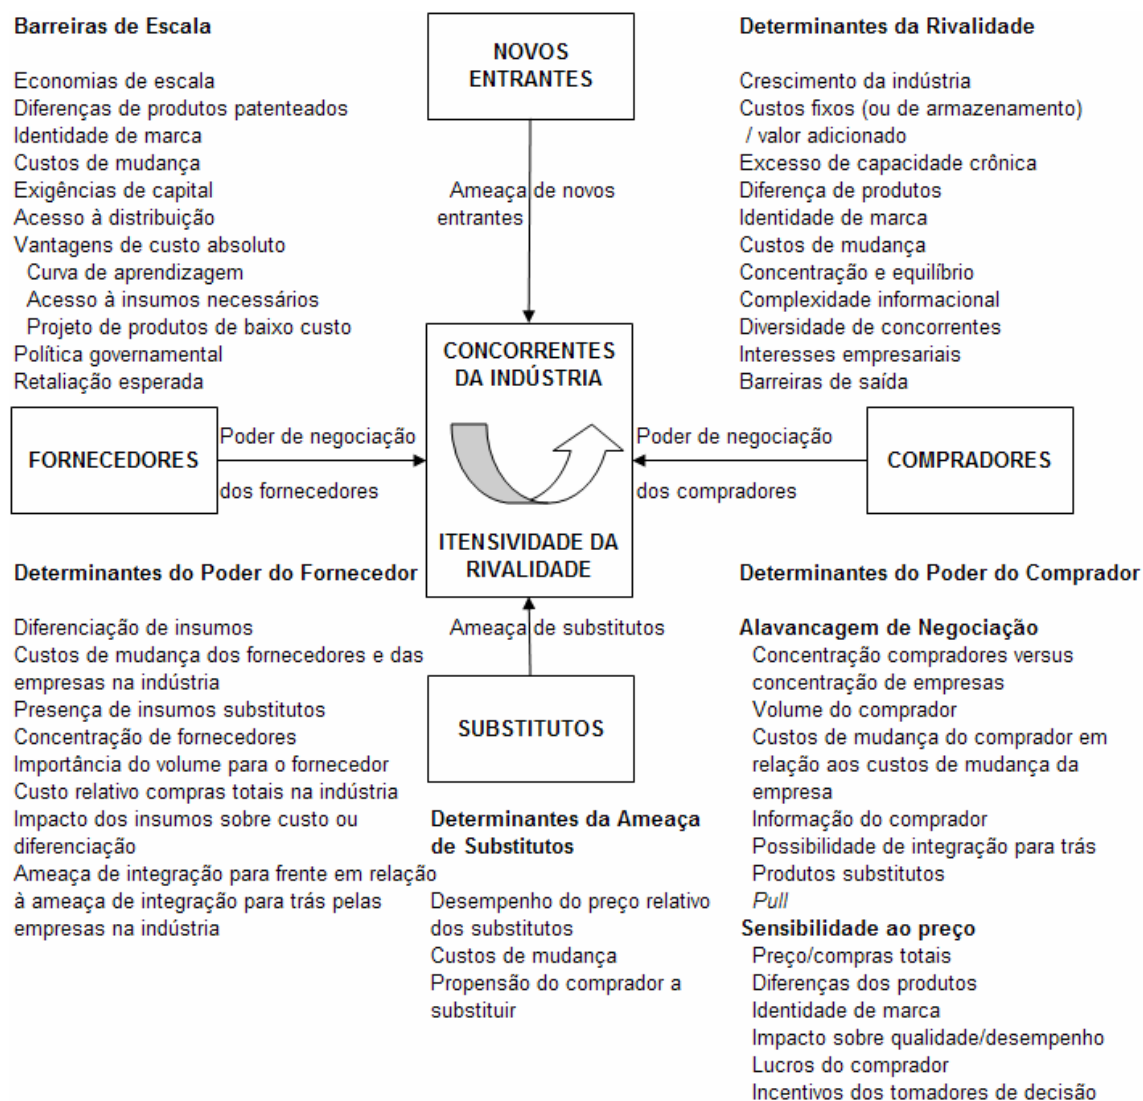 Barreiras de Escala
Economias de escala
Diferenças de produtos patenteados
Identidade de marca
Custos de mudança
Exigências de capital
Acesso à distribuição
Vantagens de custo absoluto
Curva de aprendizagem
Acesso à insumos necessários
Projeto de produtos de baixo custo
Política governamental
Retaliação esperada
NOVOS
ENTRANTES
Ameaça de novos
entrantes
Determinantes da Rivalidade
Crescimento da indústria
Custos fixos (ou de armazenamento)
/ valor adicionado
Excesso de capacidade crônica
Diferença de produtos
Identidade de marca
Custos de mudança
Concentração e equilíbrio
Complexidade informacional
Diversidade de concorrentes
Interesses empresariais
Barreiras de saída
FORNECEDORES
Poder de negociação
dos fornecedores
CONCORRENTES
DA INDÚSTRIA
ITENSIVIDADE DA
RIVALIDADE
Poder de negociação
dos compradores
COMPRADORES
Determinantes do Poder do Fornecedor
Diferenciação de insumos
Custos de mudança dos fornecedores e das
empresas na indústria
Presença de insumos substitutos
Concentração de fornecedores
Importância do volume para o fornecedor
Custo relativo compras totais na indústria
Impacto dos insumos sobre custo ou
diferenciação
Ameaça de integração para frente em relação
à ameaça de integração para trás pelas
empresas na indústria
Ameaça de substitutos
SUBSTITUTOS
Determinantes da Ameaça
de Substitutos
Desempenho do preço relativo
dos substitutos
Custos de mudança
Propensão do comprador a
substituir
Determinantes do Poder do Comprador
Alavancagem de Negociação
Concentração compradores versus
concentração de empresas
Volume do comprador
Custos de mudança do comprador em
relação aos custos de mudança da
empresa
Informação do comprador
Possibilidade de integração para trás
Produtos substitutos
Pull
Sensibilidade ao preço
Preço/compras totais
Diferenças dos produtos
Identidade de marca
Impacto sobre qualidade/desempenho
Lucros do comprador
Incentivos dos tomadores de decisão